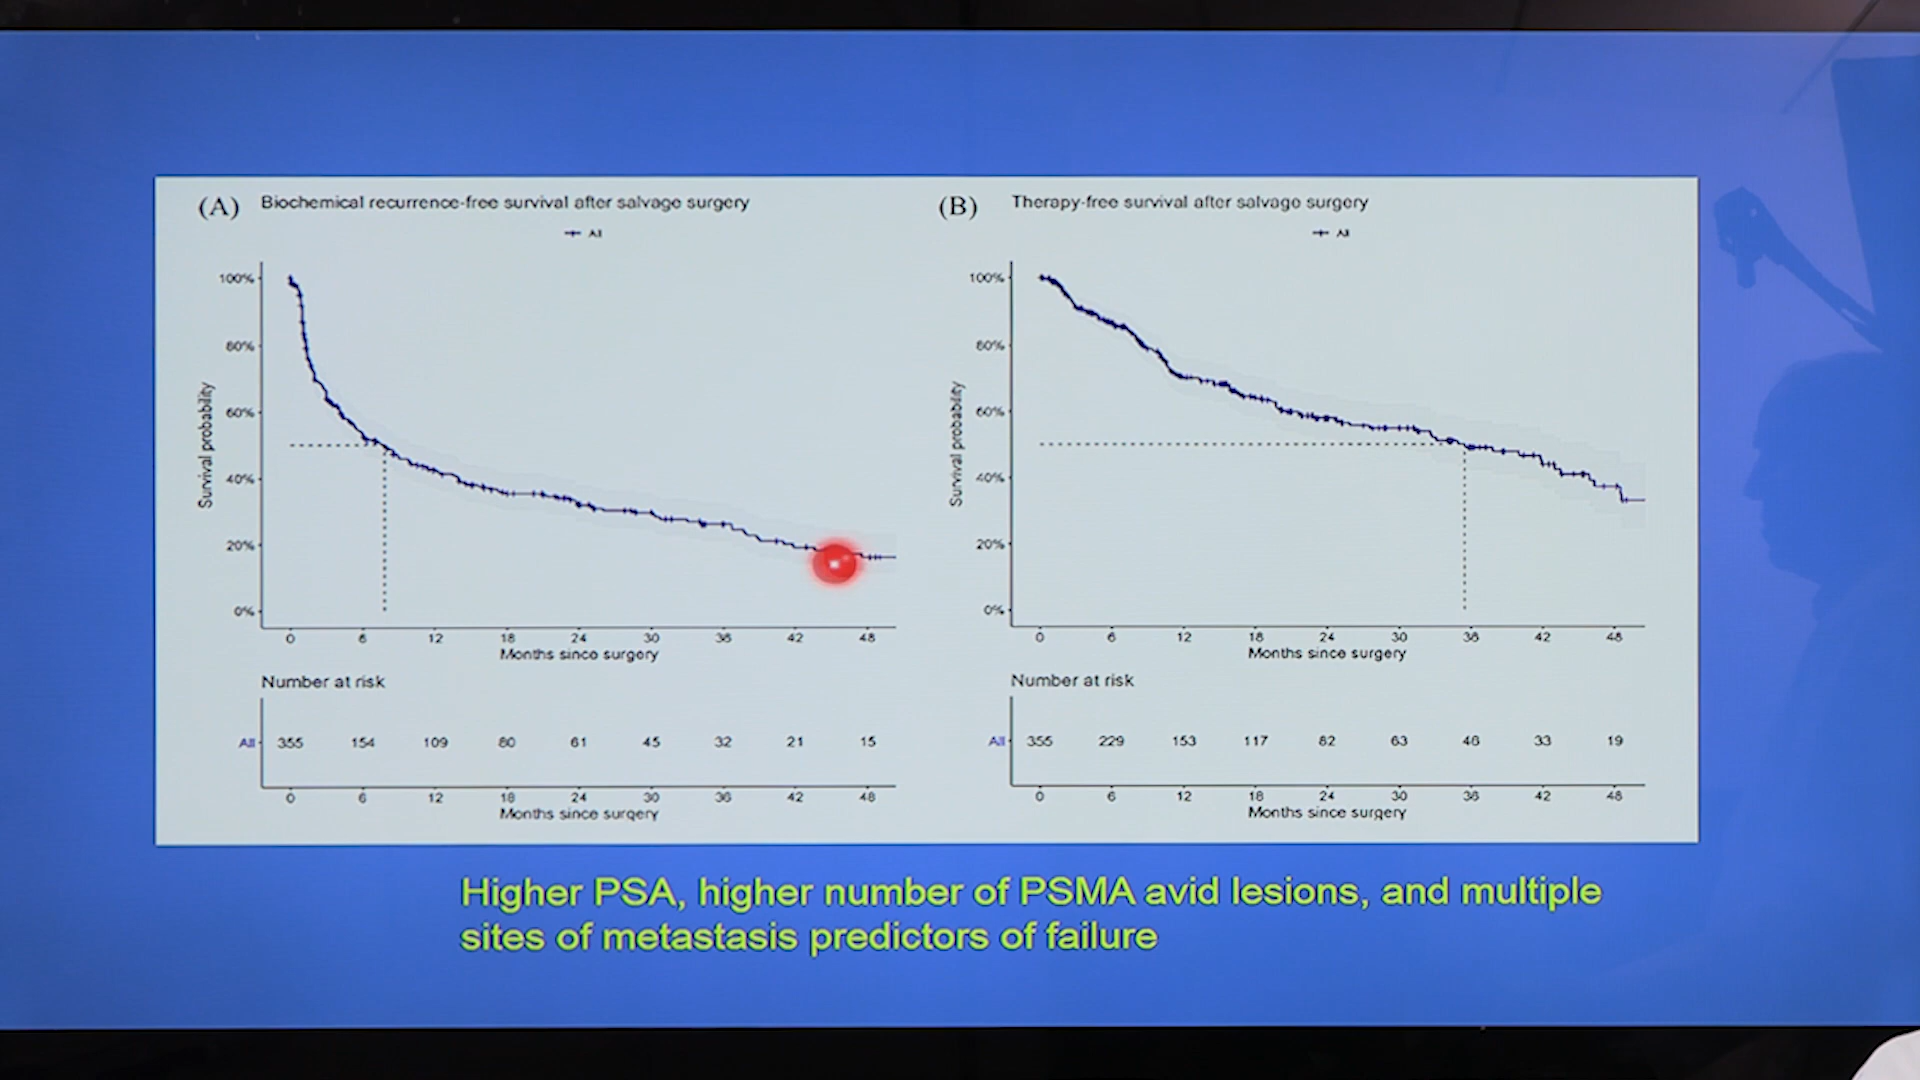 (A) Biochemical recurrence-free survival after salvage surgery
All
Survival probability
100%
80%
60%
40%
20%
0%
0 6 12 18 24 30 36 42 48
Months since surgery
Number at risk
All 355 154 109 80 61 45 32 21 15
0 6 12 18 24 30 36 42 48
Months since surgery
(B) Therapy-free survival after salvage surgery
All
Survival probability
100%
80%
60%
40%
20%
0%
0 6 12 18 24 30 36 42 48
Months since surgery
Number at risk
All 355 229 153 117 82 63 46 33 19
0 6 12 18 24 30 36 42 48
Months since surgery
Higher PSA, higher number of PSMA avid lesions, and multiple
sites of metastasis predictors of failure